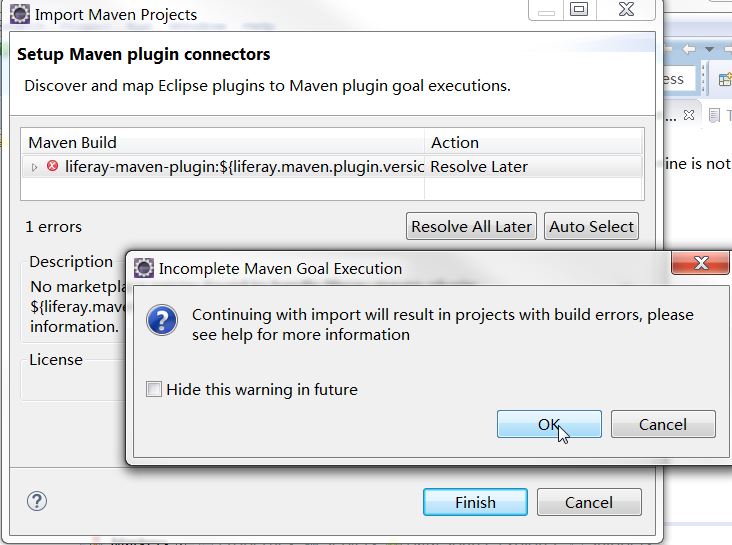 Import Maven Projects
Setup Maven plugin connectors
Discover and map Eclipse plugins to Maven plugin goal executions.
ess
...
Maven Build Action
ine is not
liferay-maven-plugin:${liferay.maven.plugin.versic Resolve Later
1 errors Resolve All Later Auto Select
Description
Incomplete Maven Goal Execution
No marketpla
${liferay.mave
information.
Continuing with import will result in projects with build errors, please
see help for more information
License
Hide this warning in future
OK Cancel
Finish Cancel